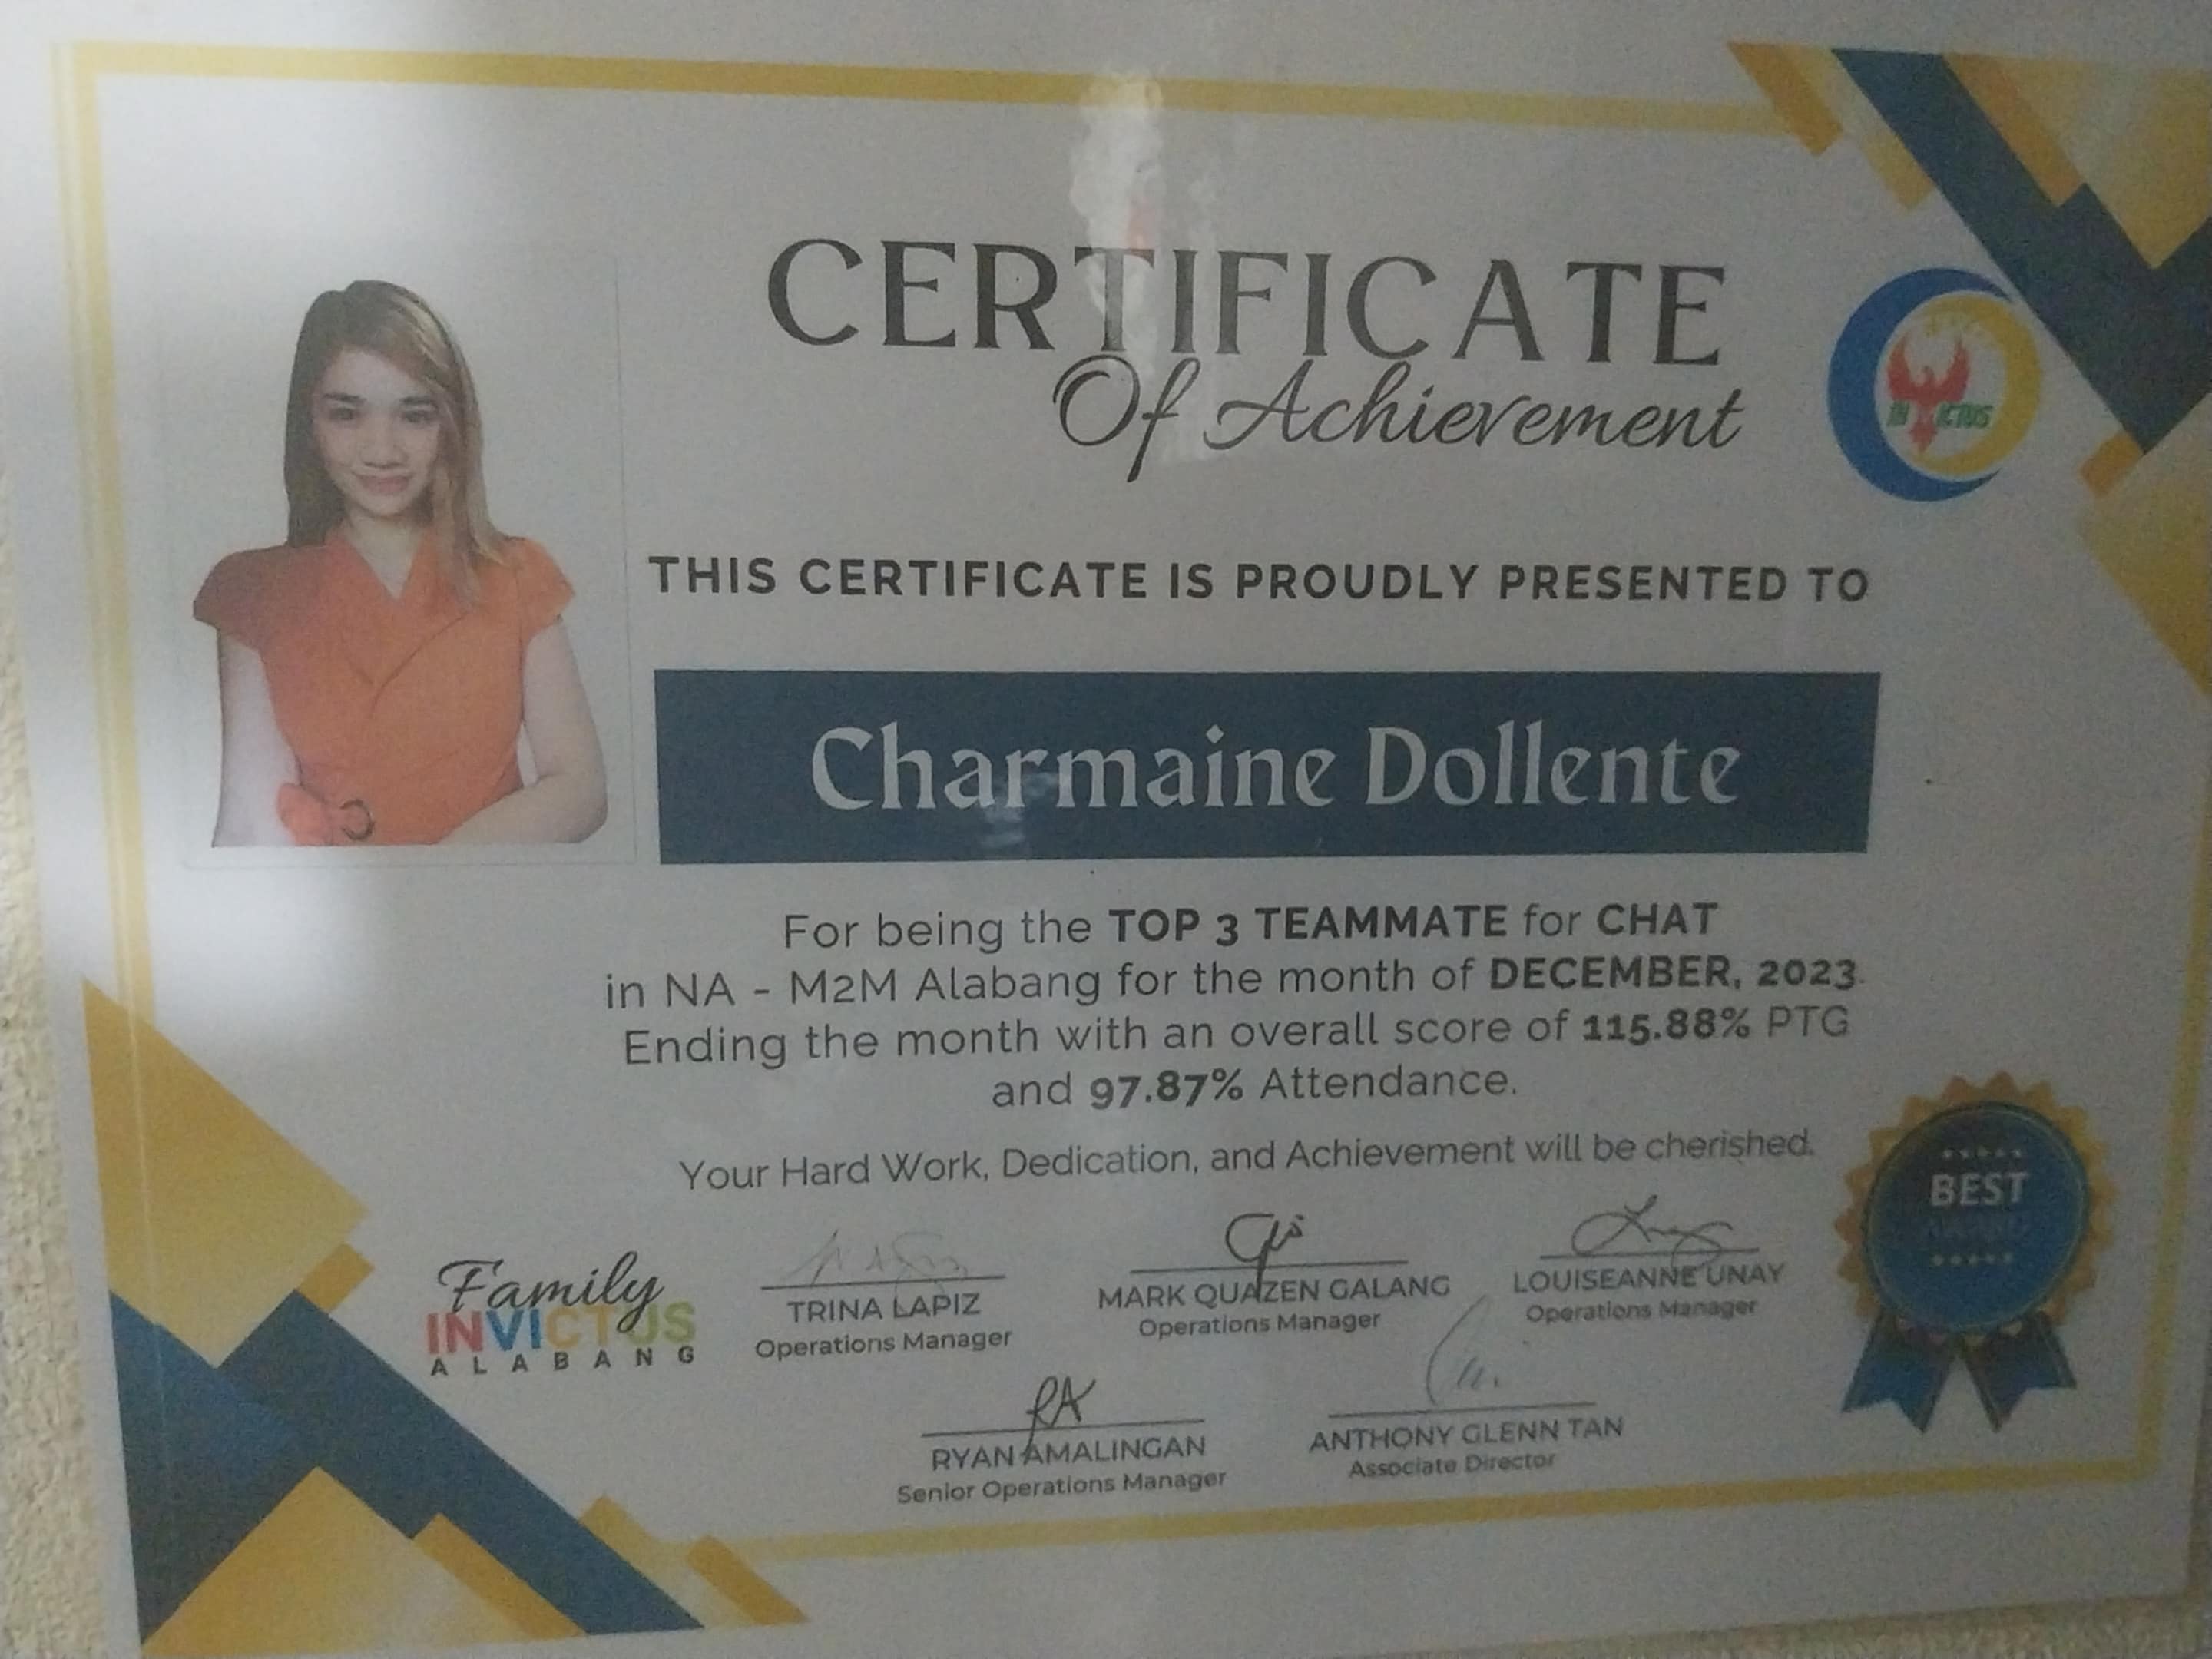 CERTIFICATE
Of Achievement
INVICTUS
THIS CERTIFICATE IS PROUDLY PRESENTED TO
Charmaine Dollente
For being the TOP 3 TEAMMATE for CHAT
in NA - M2M Alabang for the month of DECEMBER, 2023.
Ending the month with an overall score of 115.88% PTG
and 97.87% Attendance.
Your Hard Work, Dedication, and Achievement will be cherished.
BEST
Family
INVICTUS
ALABANG
TRINA LAPIZ
Operations Manager
MARK QUAZEN GALANG
Operations Manager
LOUISEANNE UNAY
Operations Manager
RA
RYAN AMALINGAN
Senior Operations Manager
ANTHONY GLENN TAN
Associate Director